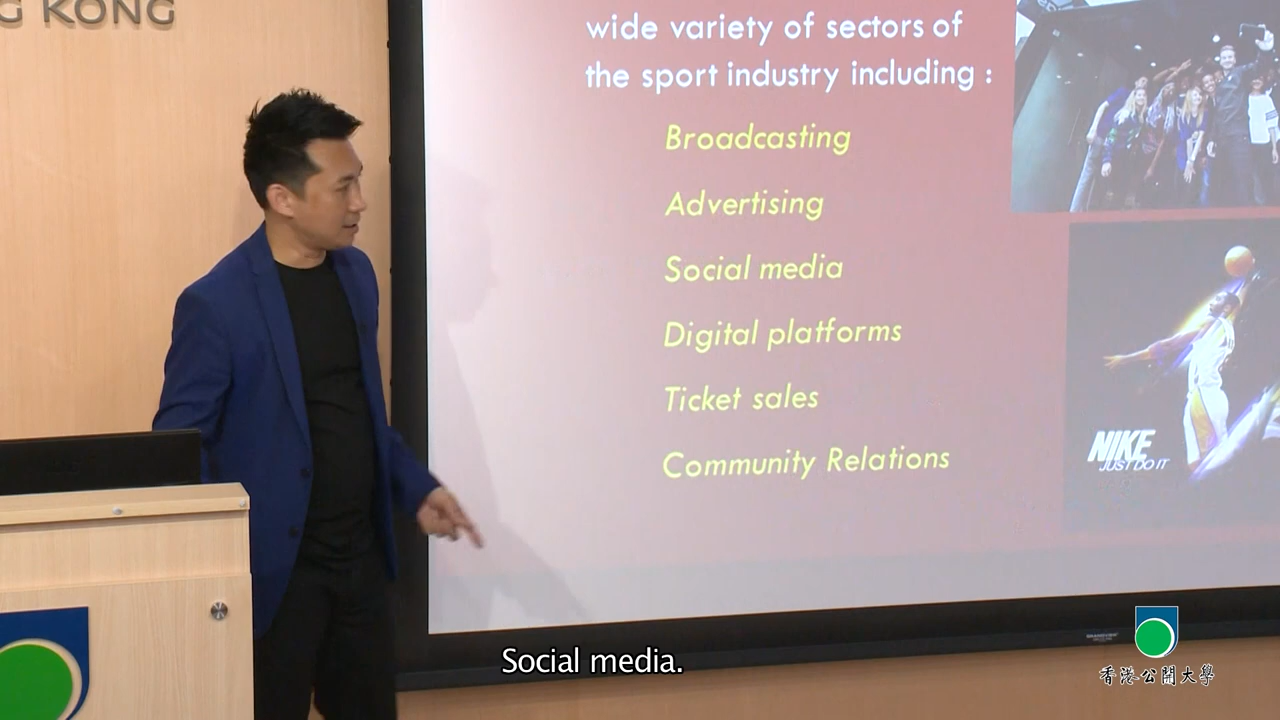 G KONG
wide variety of sectors of
the sport industry including :
Broadcasting
Advertising
Social media
Digital platforms
Ticket sales
Community Relations
NIKE
JUST DO IT
Social media.
香港公開大學